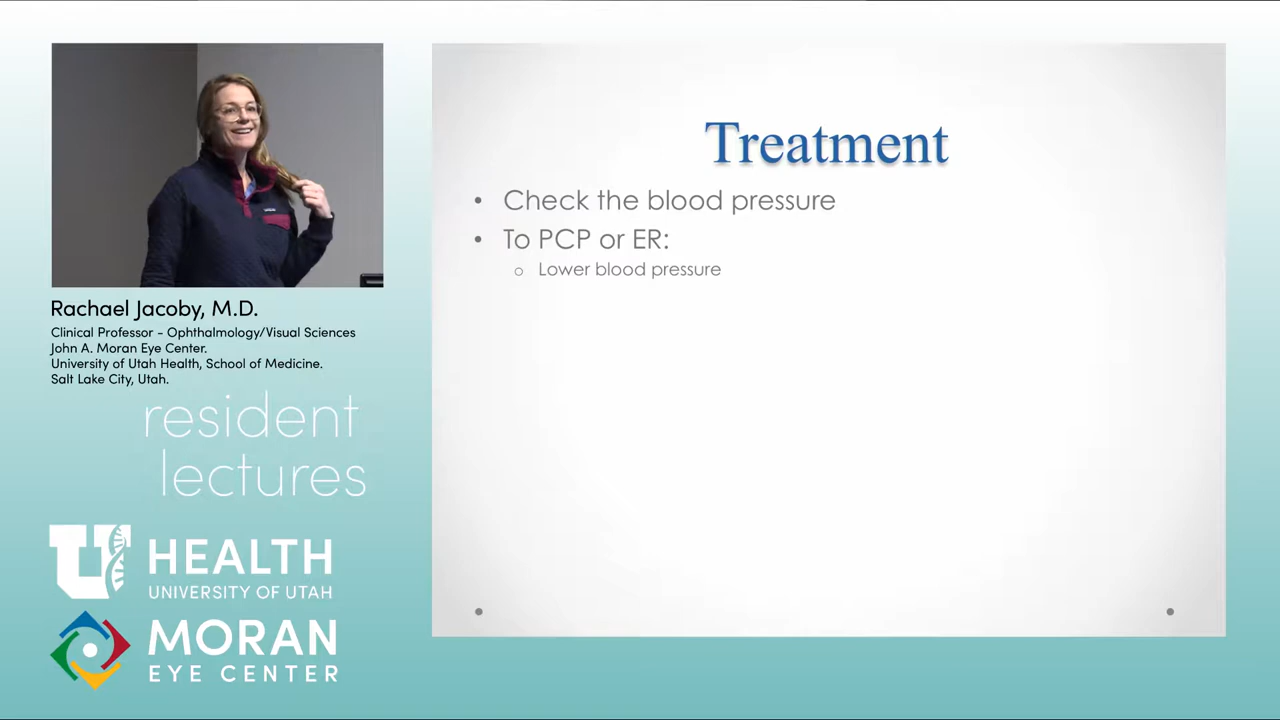 Treatment
• Check the blood pressure
• To PCP or ER:
o Lower blood pressure
Rachael Jacoby, M.D.
Clinical Professor - Ophthalmology/Visual Sciences
John A. Moran Eye Center.
University of Utah Health, School of Medicine.
Salt Lake City, Utah.
resident
lectures
U HEALTH
UNIVERSITY OF UTAH
MORAN
EYE CENTER